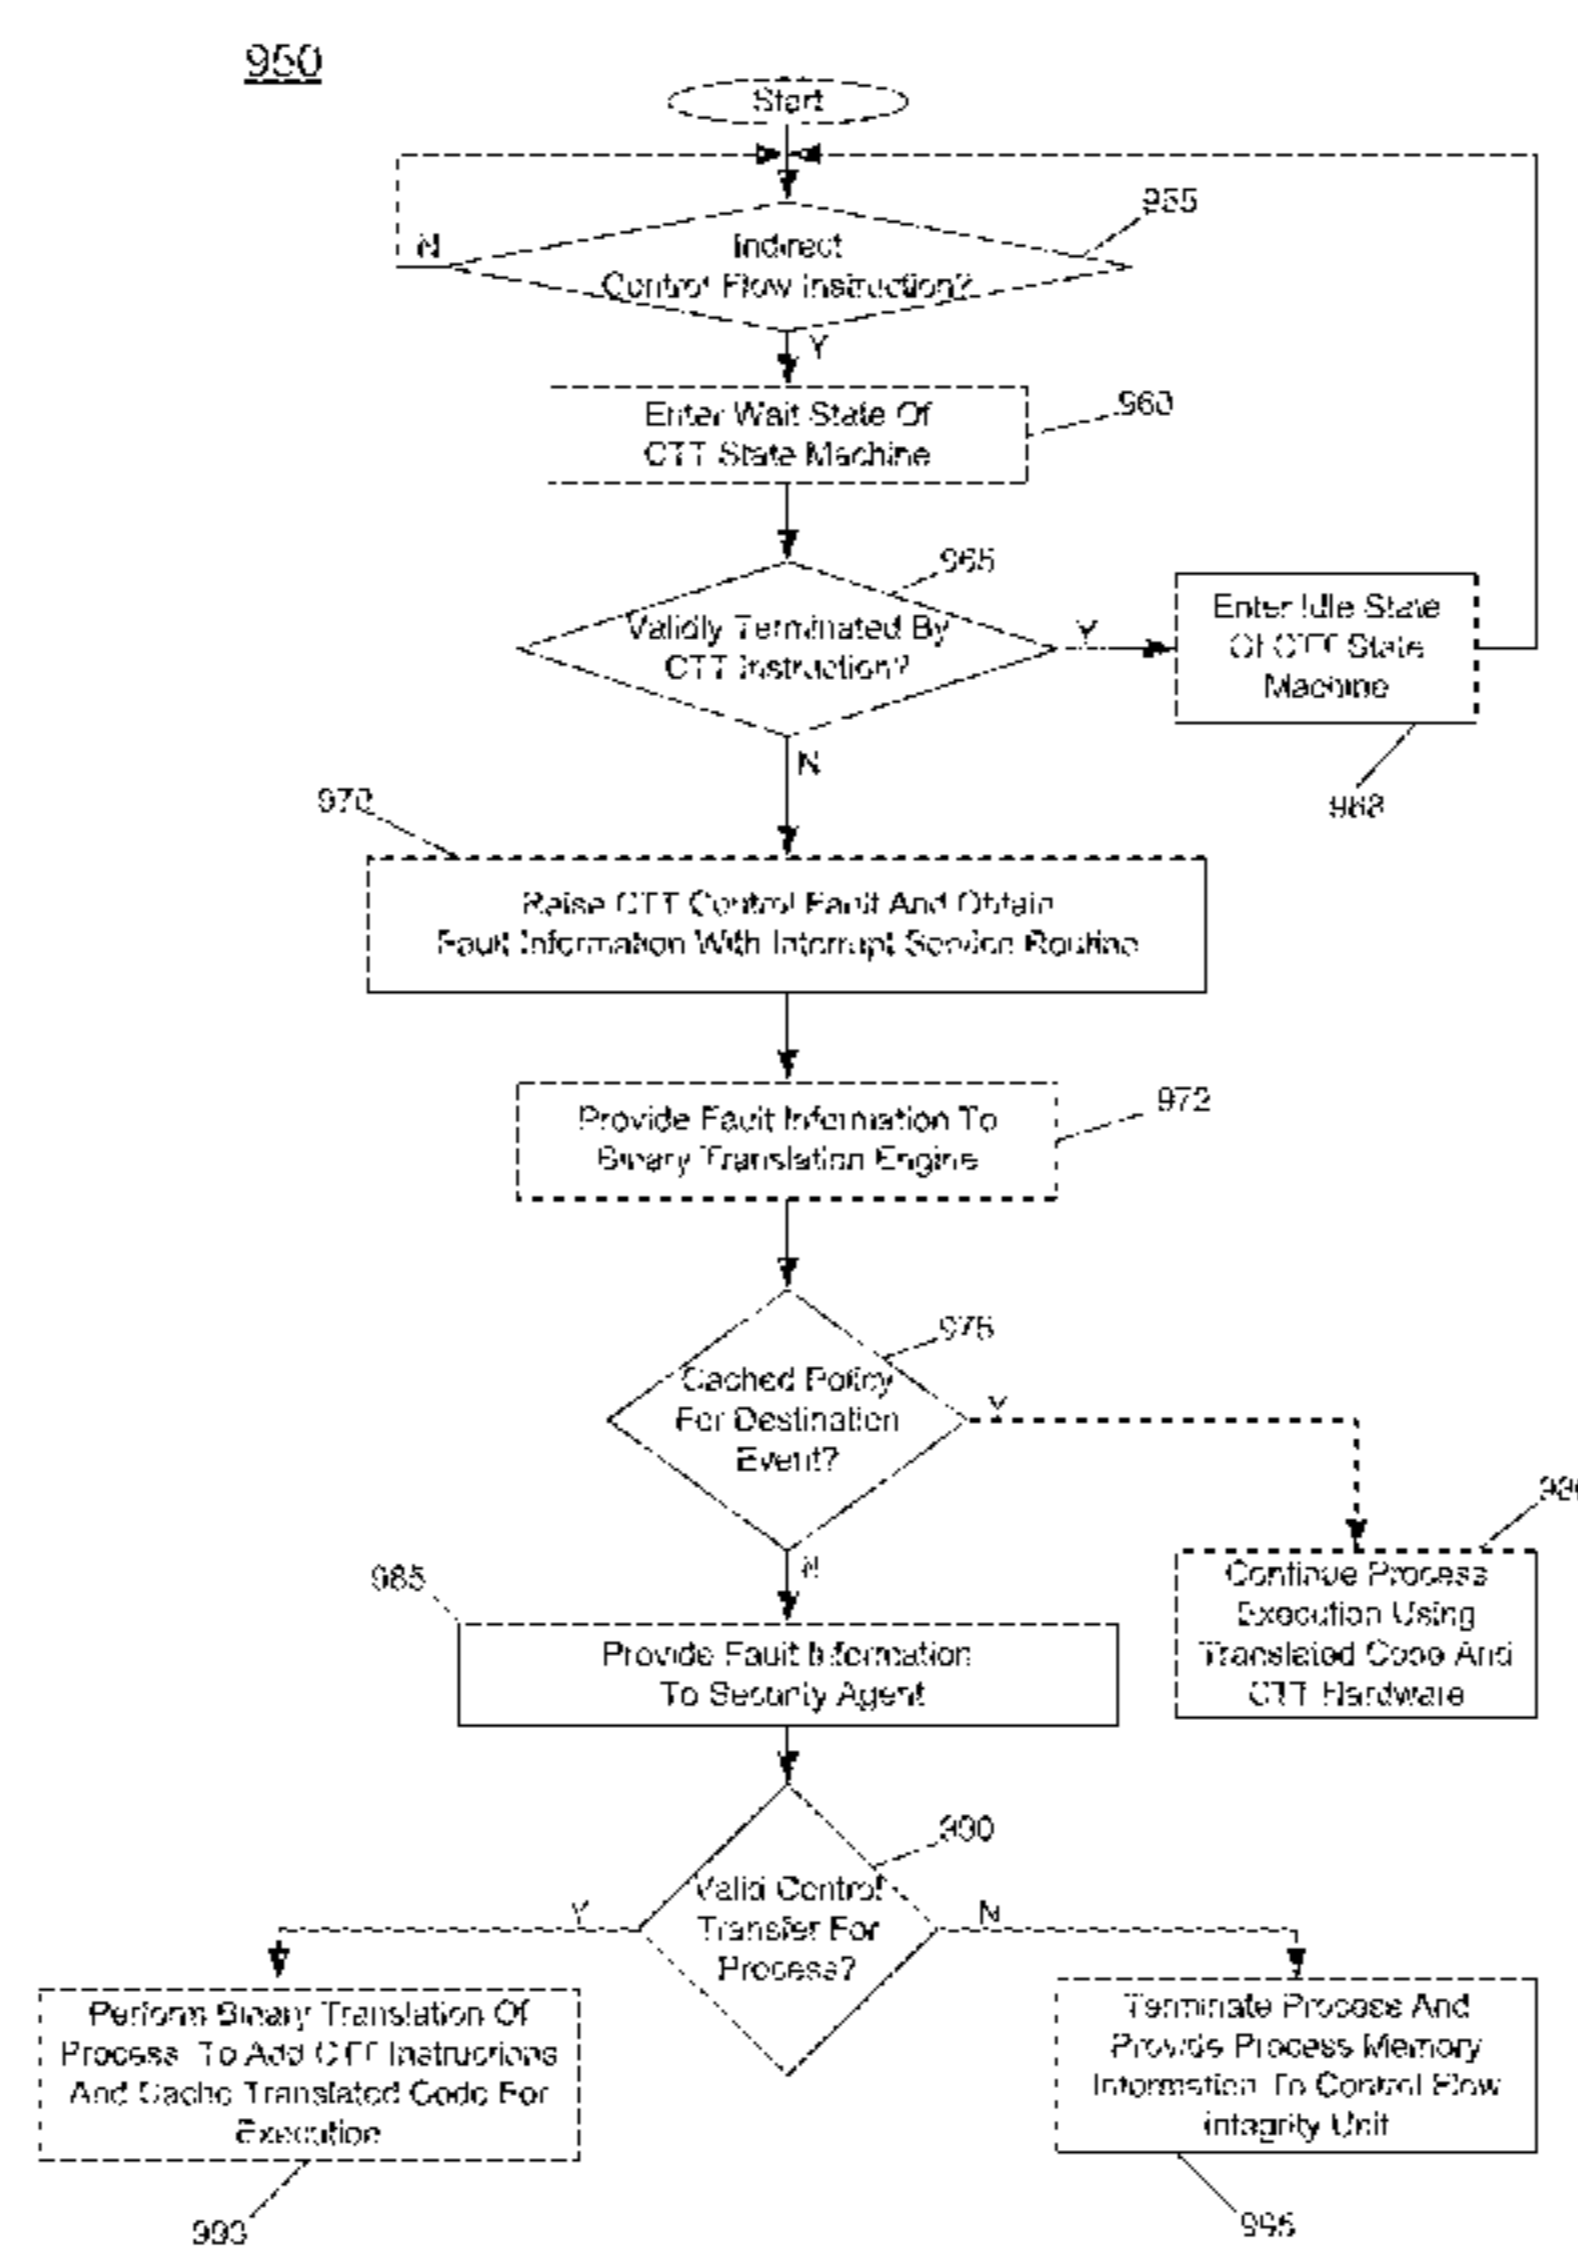 950
Start
955
N
Indirect
Control Flow Instruction?
Y
Enter Wait State Of
CTT State Machine
960
965
Validly Terminated By
CTT Instruction?
Y
Enter Idle State
Of CTT State
Machine
968
N
970
Raise CTT Control Fault And Obtain
Fault Information With Interrupt Service Routine
972
Provide Fault Information To
Binary Translation Engine
975
Cached Policy
For Destination
Event?
Y
N
985
Continue Process
Execution Using
Translated Code And
CTT Hardware
Provide Fault Information
To Security Agent
990
Valid Control
Transfer For
Process?
Y
N
Perform Binary Translation Of
Process To Add CTT Instructions
And Cache Translated Code For
Execution
Terminate Process And
Provide Process Memory
Information To Control Flow
Integrity Unit
993
995